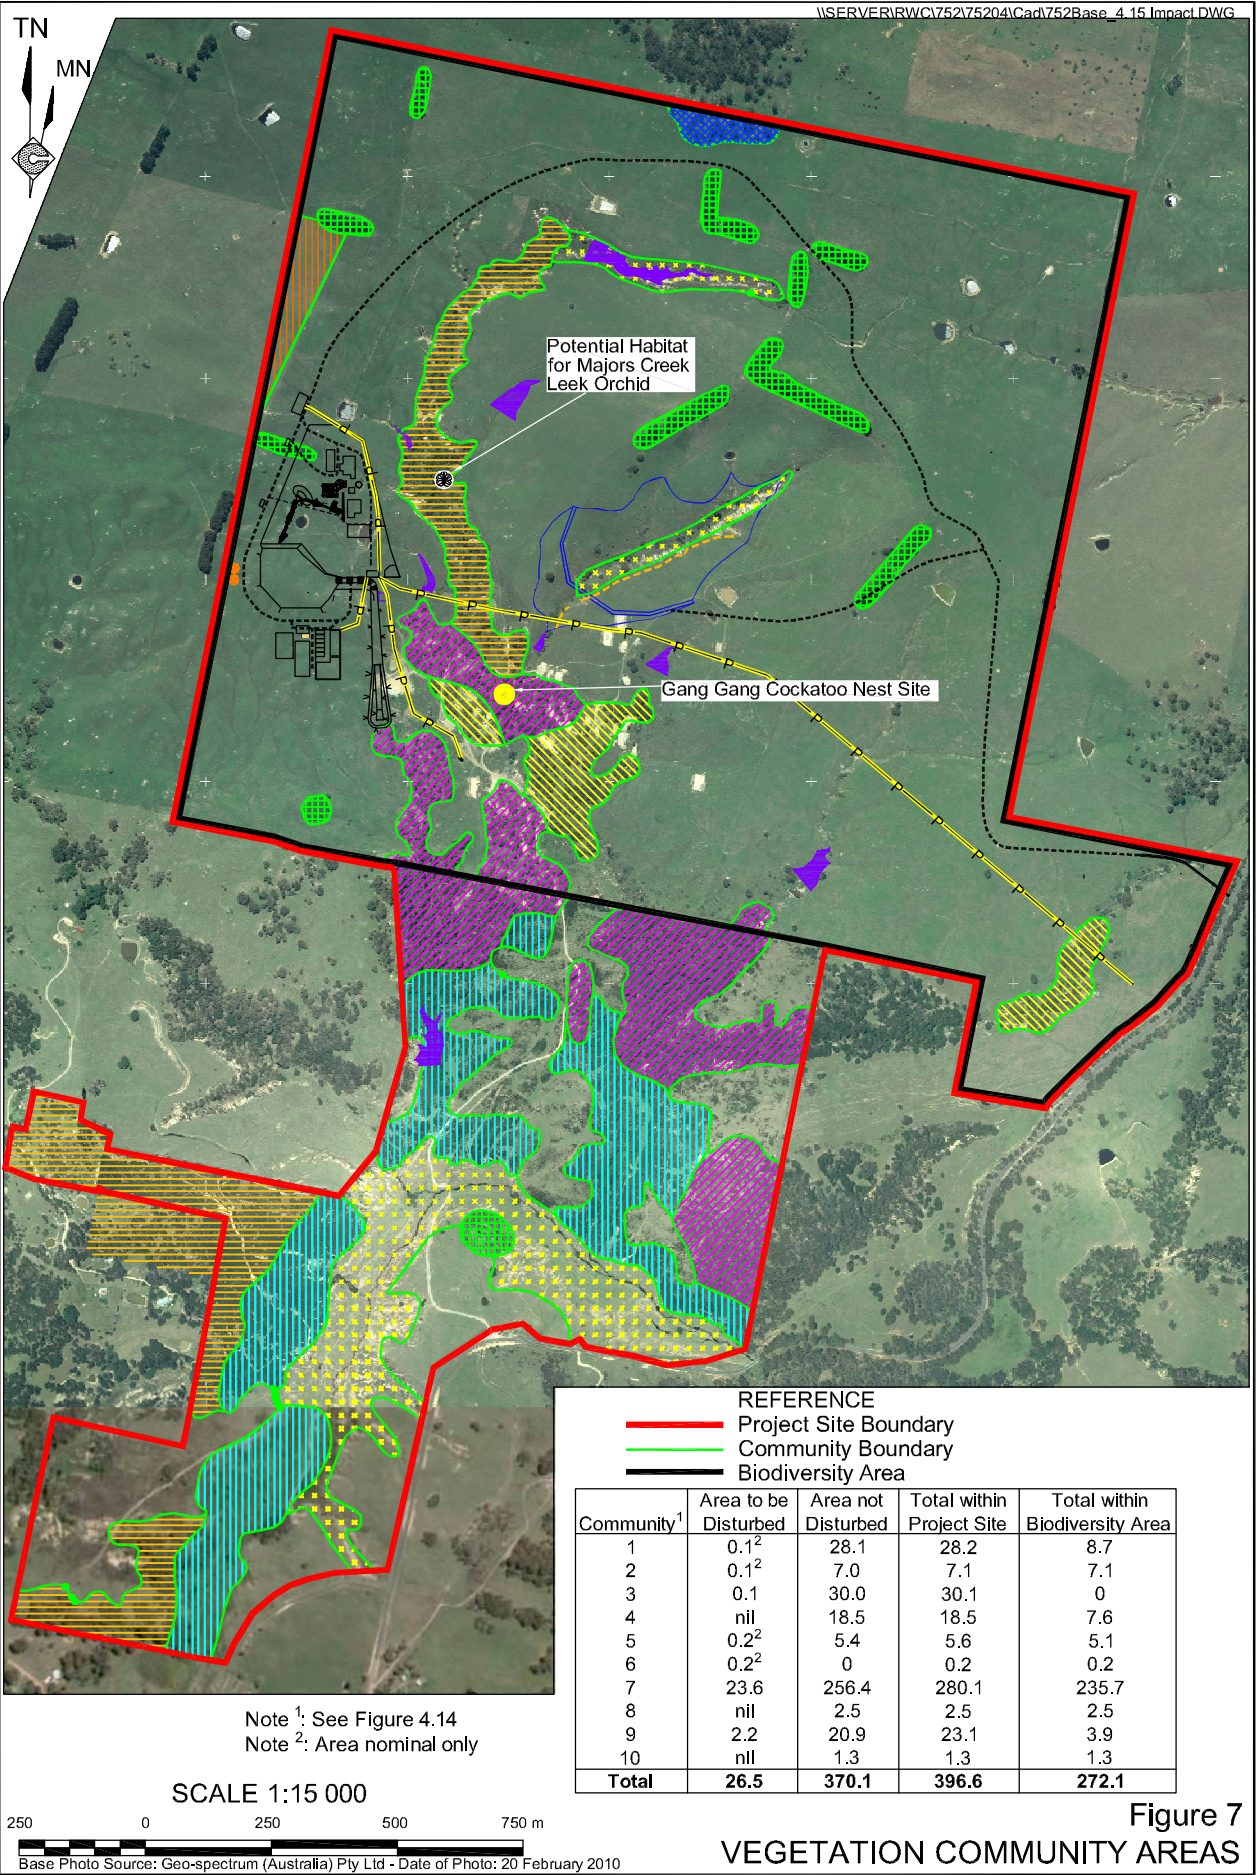 \\SERVER\RWC\752\75204\Cad\752Base_4.15 Impact.DWG
TN
MN
Potential Habitat
for Majors Creek
Leek Orchid
P P P P P P P P P P P P P P P P P P P P P
Gang Gang Cockatoo Nest Site
REFERENCE
Project Site Boundary
Community Boundary
Biodiversity Area
Community¹ Area to be Disturbed Area not Disturbed Total within Project Site Total within Biodiversity Area
1 0.1² 28.1 28.2 8.7
2 0.1² 7.0 7.1 7.1
3 0.1 30.0 30.1 0
4 nil 18.5 18.5 7.6
5 0.2² 5.4 5.6 5.1
6 0.2² 0 0.2 0.2
7 23.6 256.4 280.1 235.7
8 nil 2.5 2.5 2.5
9 2.2 20.9 23.1 3.9
10 nil 1.3 1.3 1.3
Total 26.5 370.1 396.6 272.1
Note ¹: See Figure 4.14
Note ²: Area nominal only
SCALE 1:15 000
250 0 250 500 750 m
Base Photo Source: Geo-spectrum (Australia) Pty Ltd - Date of Photo: 20 February 2010
Figure 7
VEGETATION COMMUNITY AREAS